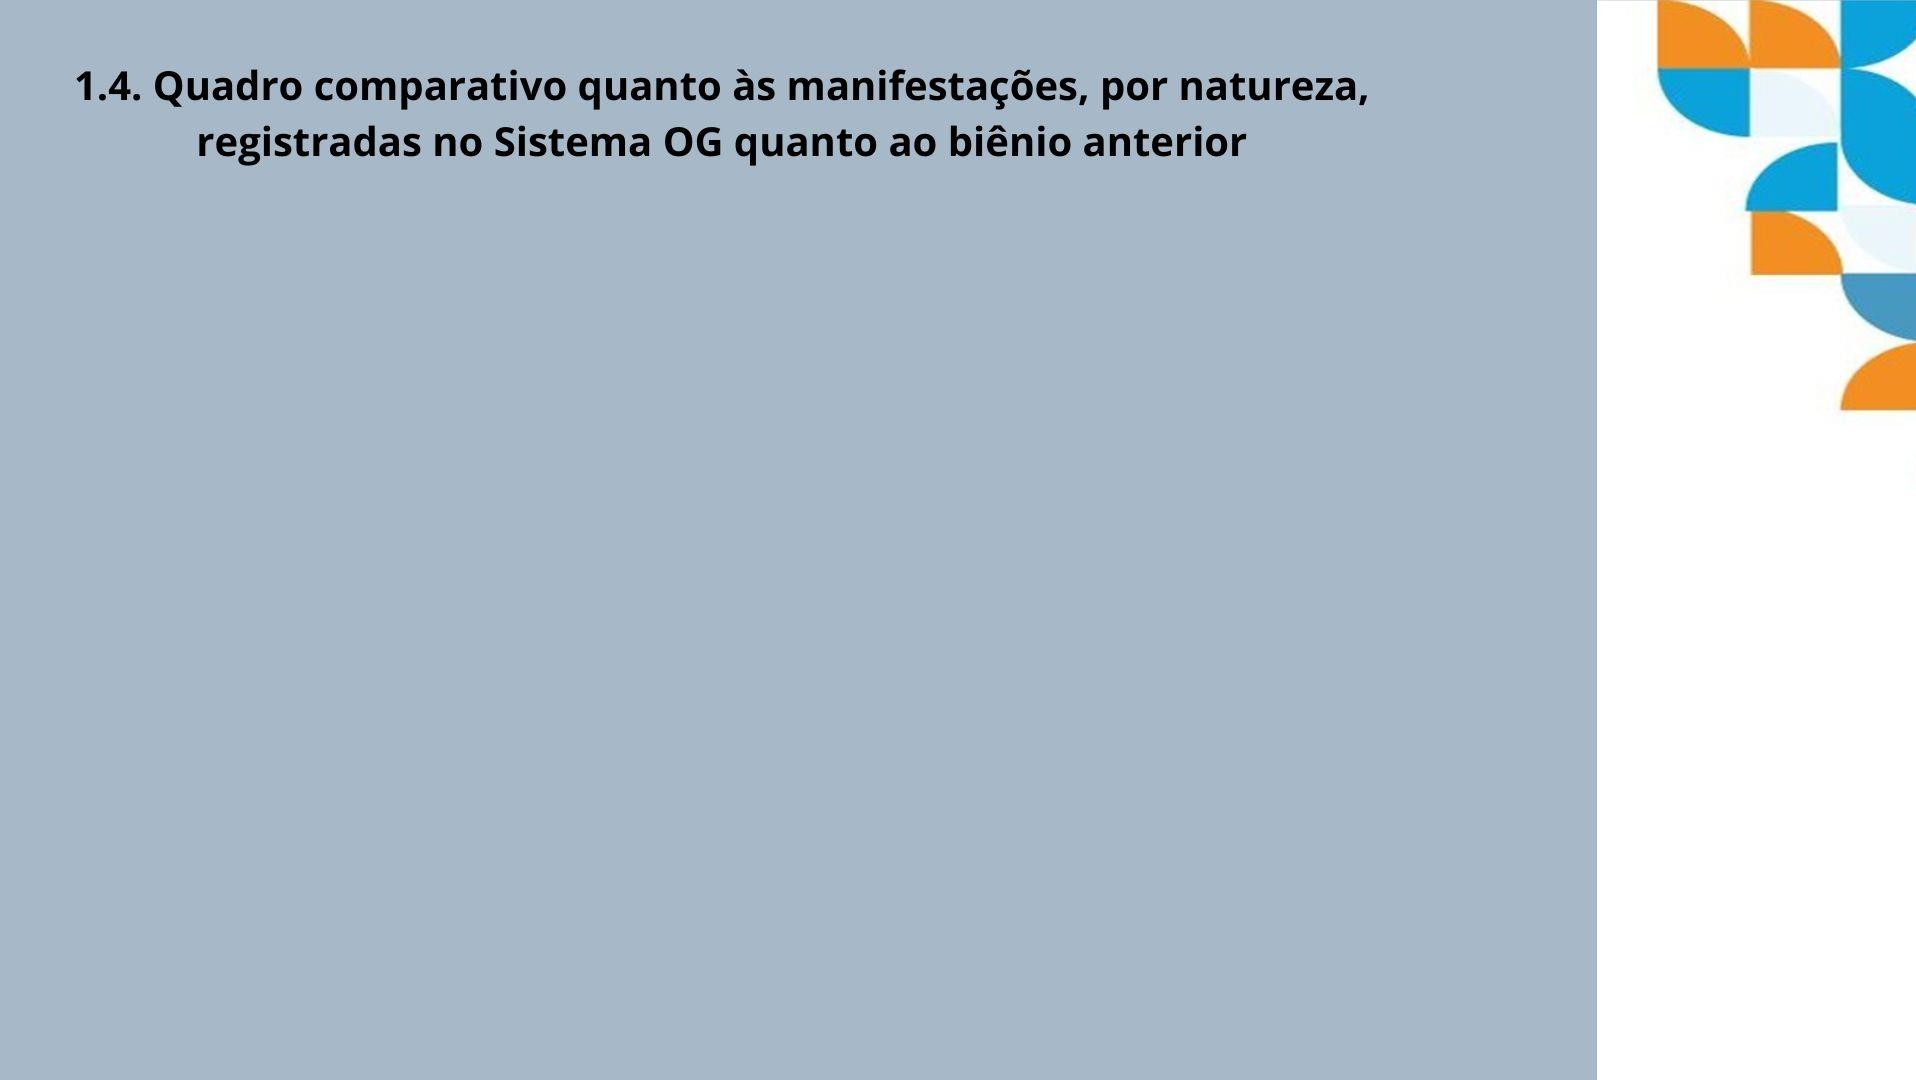 1.4. Quadro comparativo quanto às manifestações, por natureza,
registradas no Sistema OG quanto ao biênio anterior